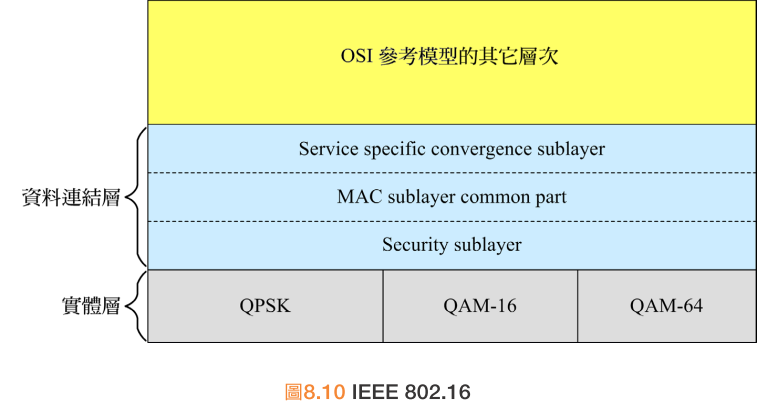 OSI 參考模型的其它層次
資料連結層
Service specific convergence sublayer
MAC sublayer common part
Security sublayer
實體層
QPSK
QAM-16
QAM-64
圖8.10 IEEE 802.16